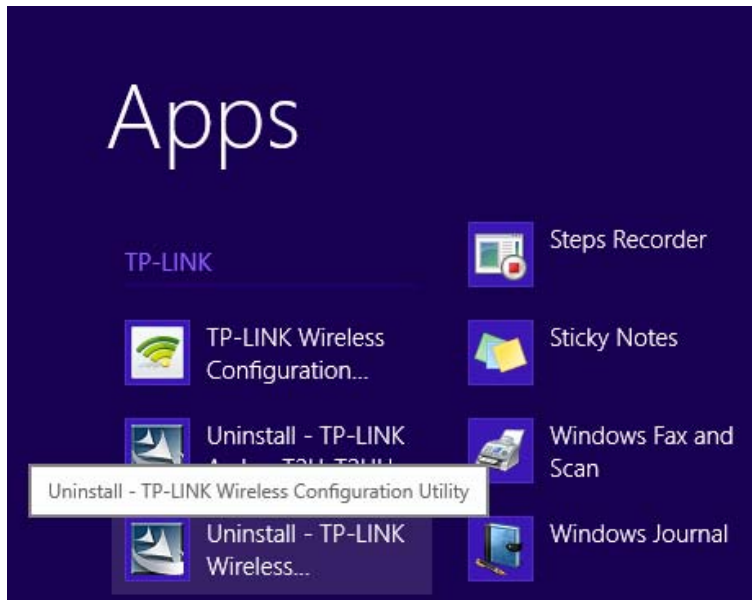 Apps
TP-LINK
TP-LINK Wireless
Configuration...
Uninstall - TP-LINK
Uninstall - TP-LINK Wireless Configuration Utility
Uninstall - TP-LINK
Wireless...
Steps Recorder
Sticky Notes
Windows Fax and
Scan
Windows Journal